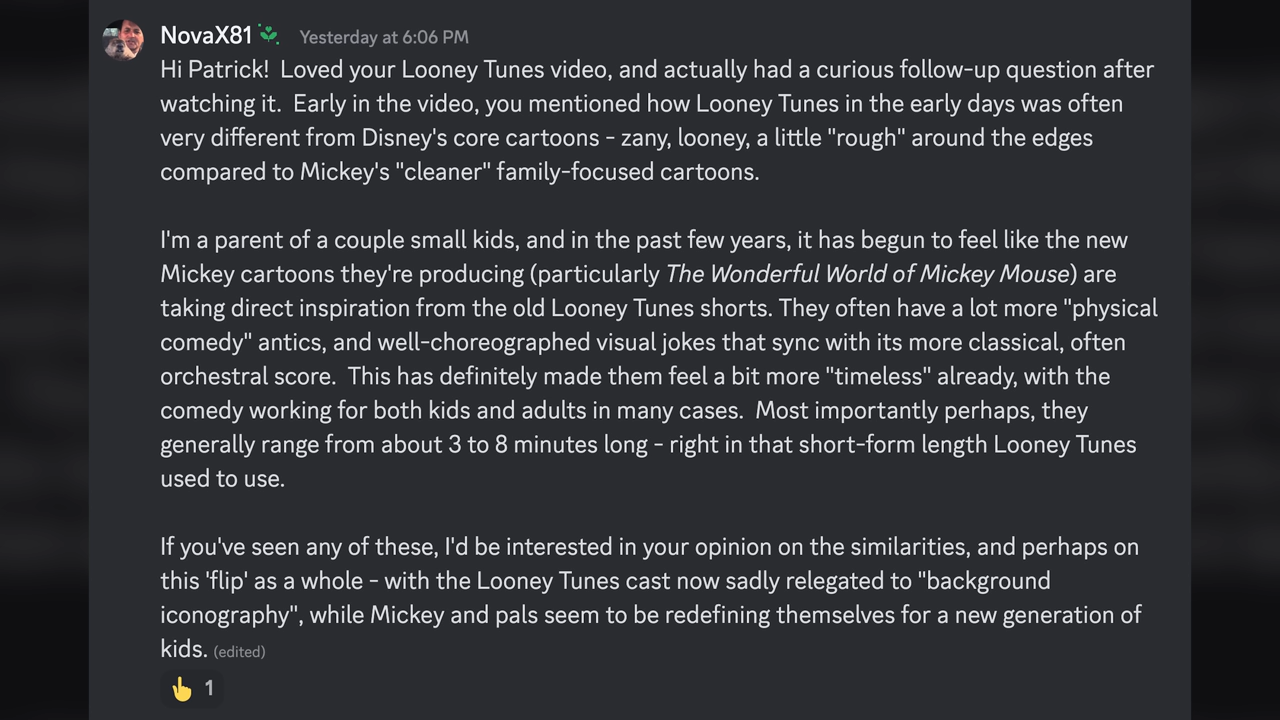 NovaX81 Yesterday at 6:06 PM
Hi Patrick!  Loved your Looney Tunes video, and actually had a curious follow-up question after
watching it.  Early in the video, you mentioned how Looney Tunes in the early days was often
very different from Disney's core cartoons - zany, looney, a little "rough" around the edges
compared to Mickey's "cleaner" family-focused cartoons.
I'm a parent of a couple small kids, and in the past few years, it has begun to feel like the new
Mickey cartoons they're producing (particularly The Wonderful World of Mickey Mouse) are
taking direct inspiration from the old Looney Tunes shorts. They often have a lot more "physical
comedy" antics, and well-choreographed visual jokes that sync with its more classical, often
orchestral score.  This has definitely made them feel a bit more "timeless" already, with the
comedy working for both kids and adults in many cases.  Most importantly perhaps, they
generally range from about 3 to 8 minutes long - right in that short-form length Looney Tunes
used to use.
If you've seen any of these, I'd be interested in your opinion on the similarities, and perhaps on
this 'flip' as a whole - with the Looney Tunes cast now sadly relegated to "background
iconography", while Mickey and pals seem to be redefining themselves for a new generation of
kids. (edited)
1